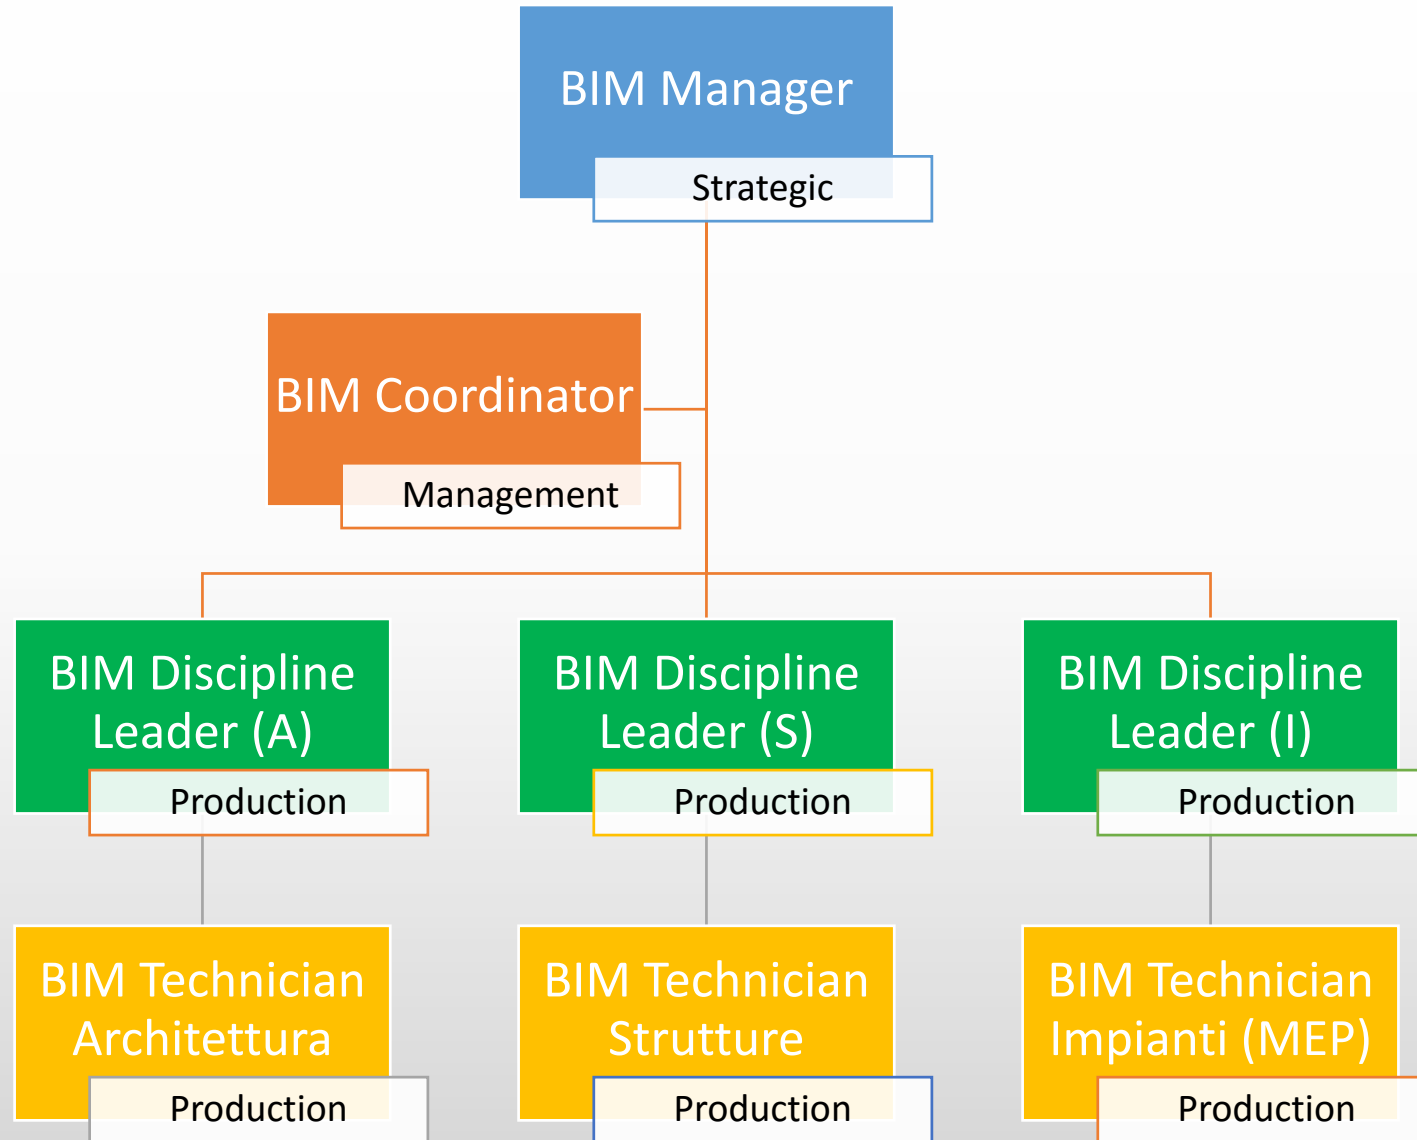 BIM Manager
Strategic
BIM Coordinator
Management
BIM Discipline
Leader (A)
Production
BIM Discipline
Leader (S)
Production
BIM Discipline
Leader (I)
Production
BIM Technician
Architettura
Production
BIM Technician
Strutture
Production
BIM Technician
Impianti (MEP)
Production